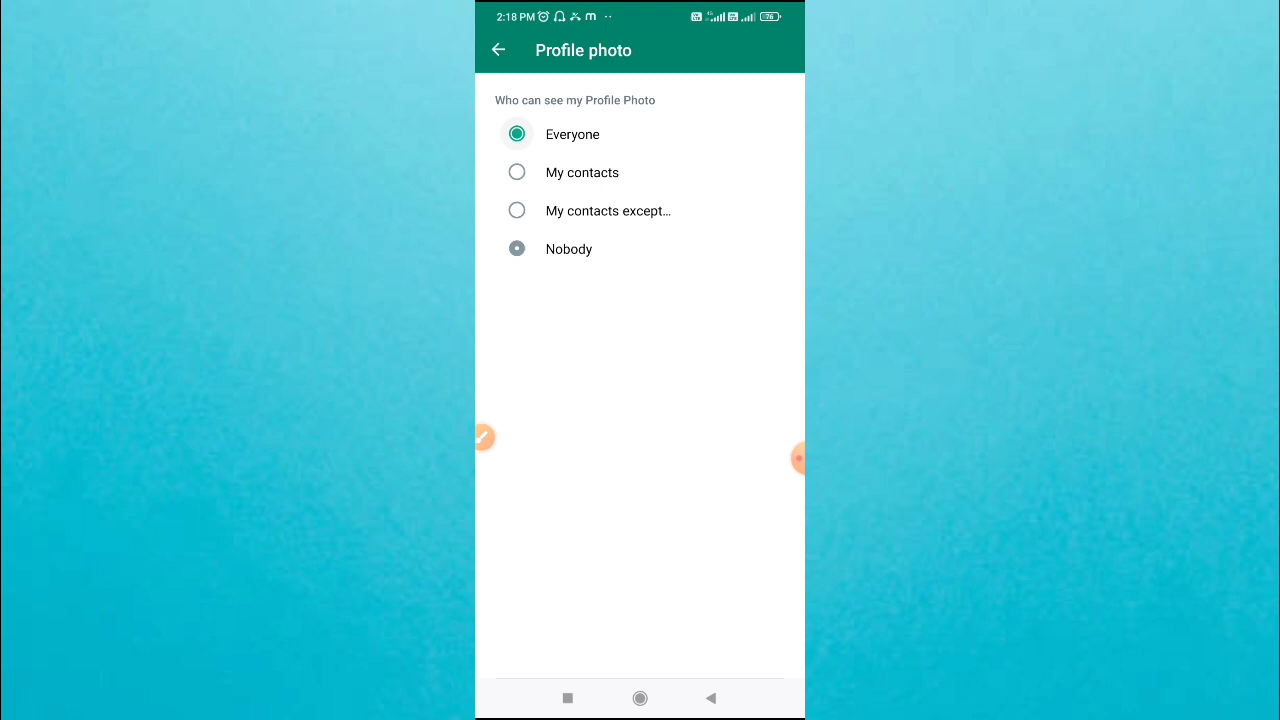 2:18 PM
Profile photo
Who can see my Profile Photo
Everyone
My contacts
My contacts except...
Nobody